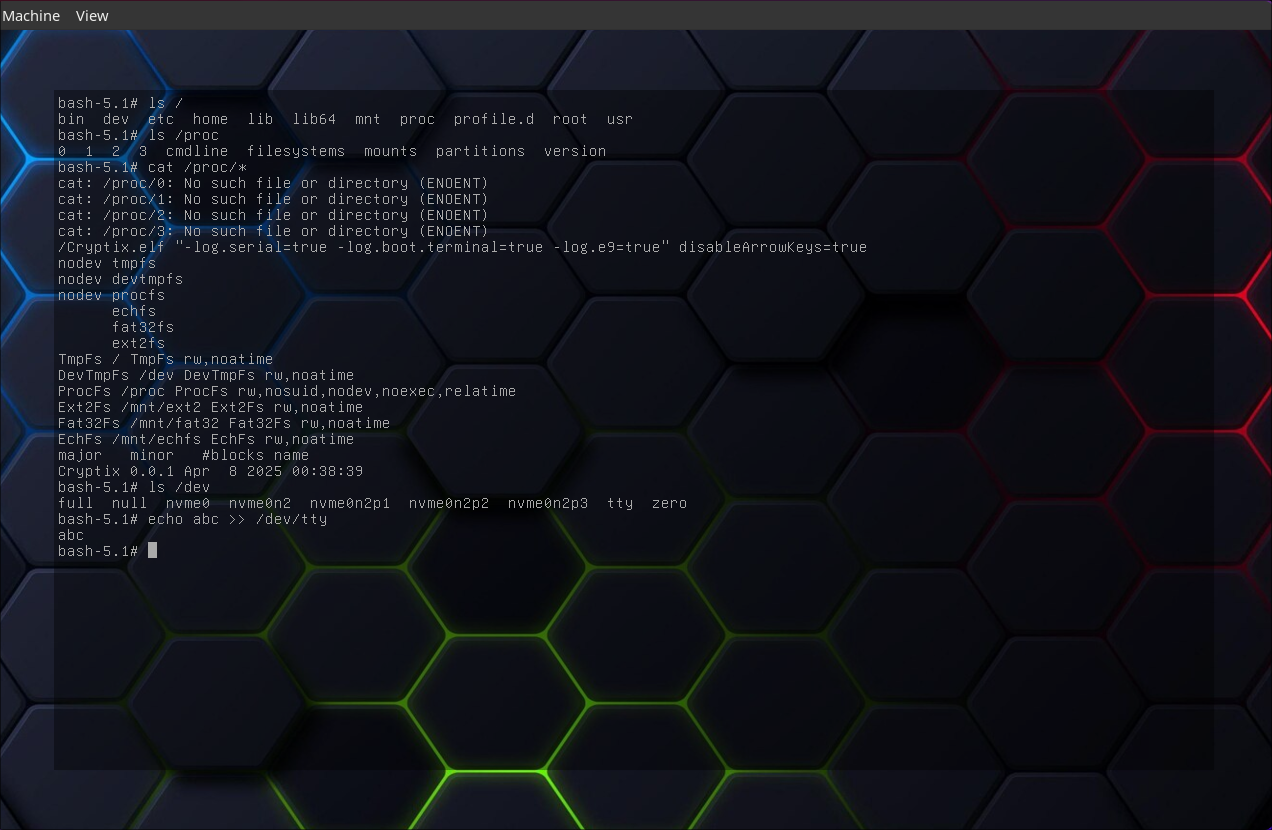 Machine View
bash-5.1# ls /
bin  dev  etc  home  lib  lib64  mnt  proc  profile.d  root  usr
bash-5.1# ls /proc
0  1  2  3  cmdline  filesystems  mounts  partitions  version
bash-5.1# cat /proc/*
cat: /proc/0: No such file or directory (ENOENT)
cat: /proc/1: No such file or directory (ENOENT)
cat: /proc/2: No such file or directory (ENOENT)
cat: /proc/3: No such file or directory (ENOENT)
/Cryptix.elf "-log.serial=true -log.boot.terminal=true -log.e9=true" disableArrowKeys=true
nodev tmpfs
nodev devtmpfs
nodev procfs
      echfs
      fat32fs
      ext2fs
TmpFs / TmpFs rw,noatime
DevTmpFs /dev DevTmpFs rw,noatime
ProcFs /proc ProcFs rw,nosuid,nodev,noexec,relatime
Ext2Fs /mnt/ext2 Ext2Fs rw,noatime
Fat32Fs /mnt/fat32 Fat32Fs rw,noatime
EchFs /mnt/echfs EchFs rw,noatime
major   minor   #blocks name
Cryptix 0.0.1 Apr  8 2025 00:38:39
bash-5.1# ls /dev
full  null  nvme0  nvme0n2  nvme0n2p1  nvme0n2p2  nvme0n2p3  tty  zero
bash-5.1# echo abc >> /dev/tty
abc
bash-5.1#